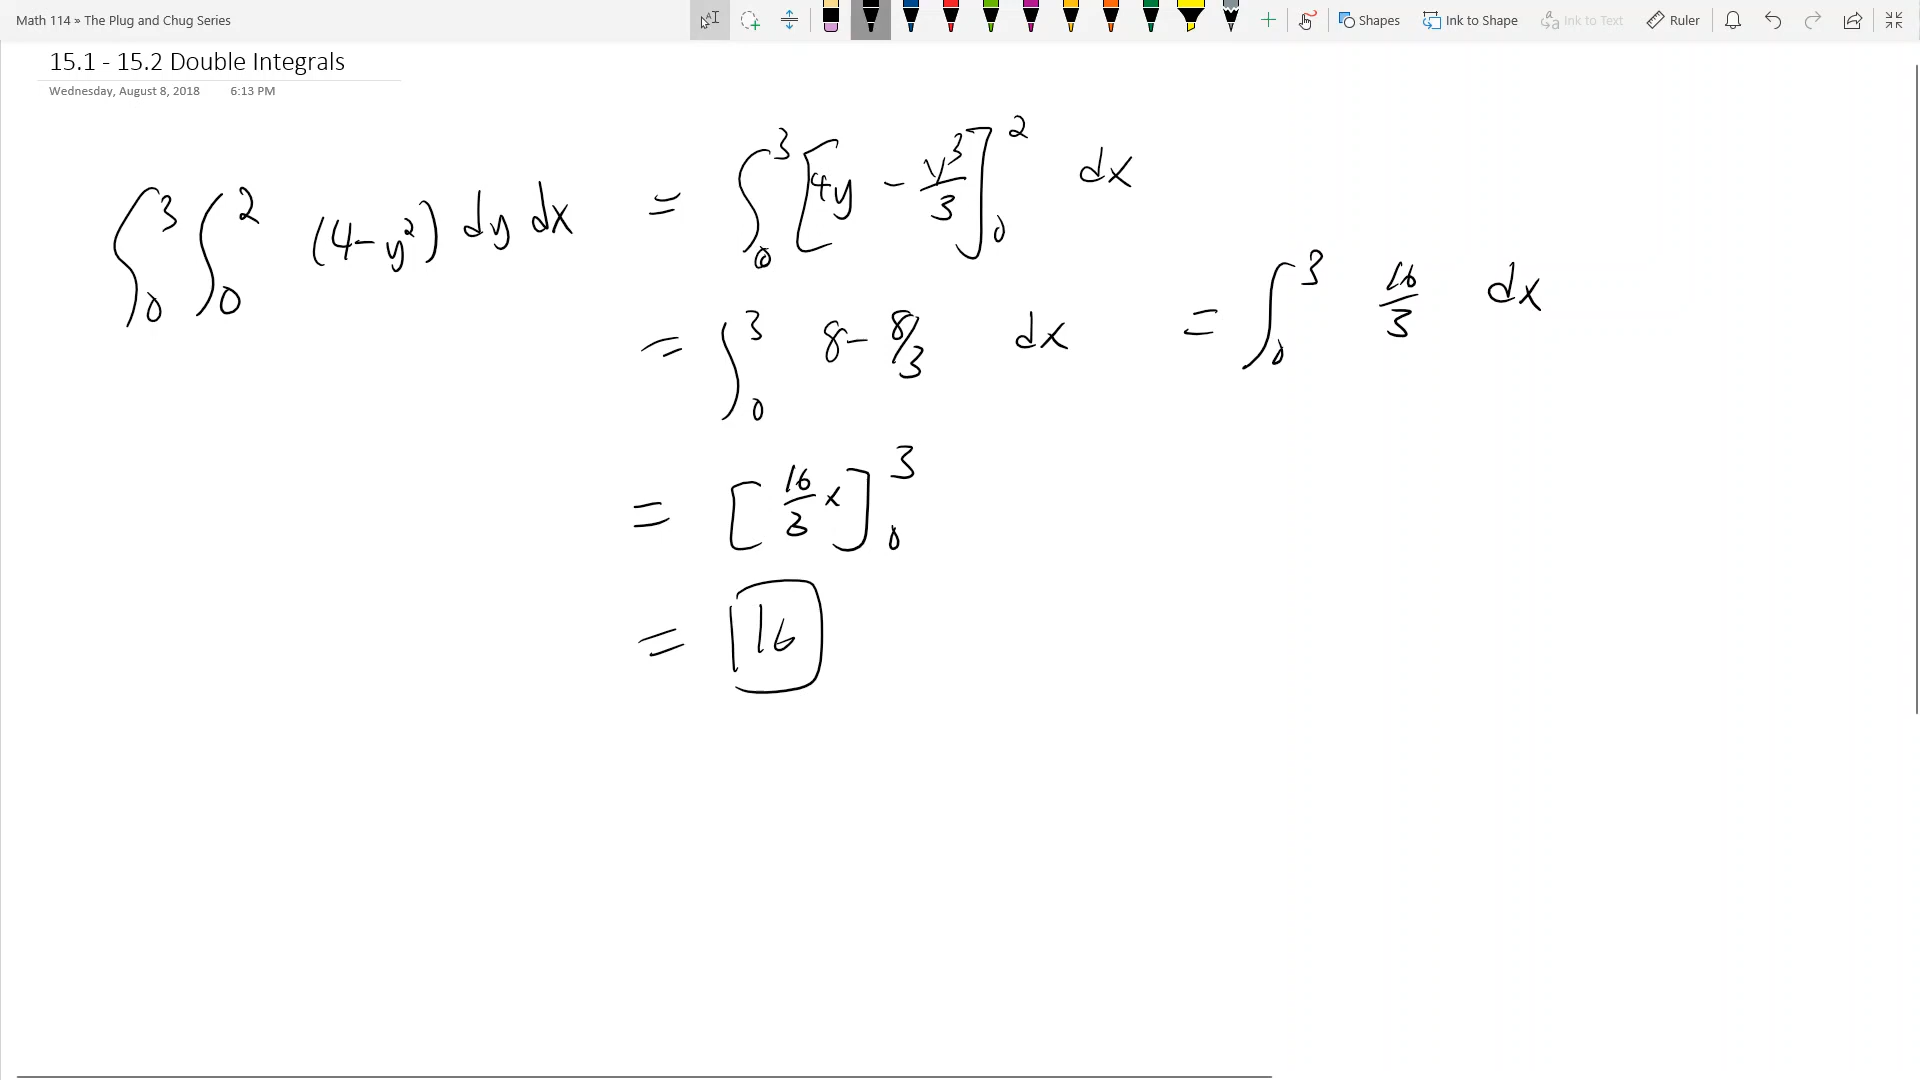 Math 114 » The Plug and Chug Series
Shapes
Ink to Shape
Ink to Text
Ruler
15.1 - 15.2 Double Integrals
Wednesday, August 8, 2018 6:13 PM
∫₀³ ∫₀² (4-y²) dy dx = ∫₀³ [4y - y³/3]₀² dx
= ∫₀³ 8 - 8/3 dx = ∫₀³ 16/3 dx
= [16/3 x]₀³
= 16